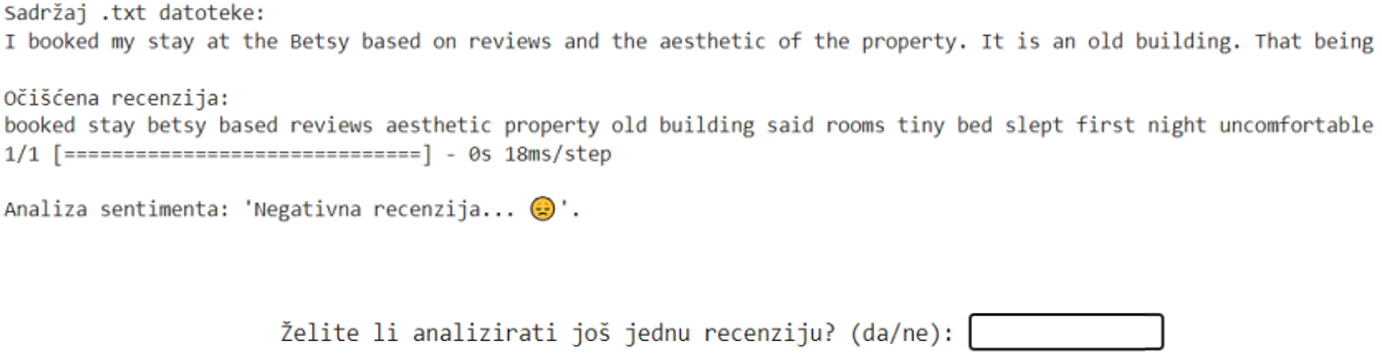 Sadržaj .txt datoteke:
I booked my stay at the Betsy based on reviews and the aesthetic of the property. It is an old building. That being
Očišćena recenzija:
booked stay betsy based reviews aesthetic property old building said rooms tiny bed slept first night uncomfortable
1/1 [==============================] - 0s 18ms/step
Analiza sentimenta: 'Negativna recenzija... 😞'.
Želite li analizirati još jednu recenziju? (da/ne):